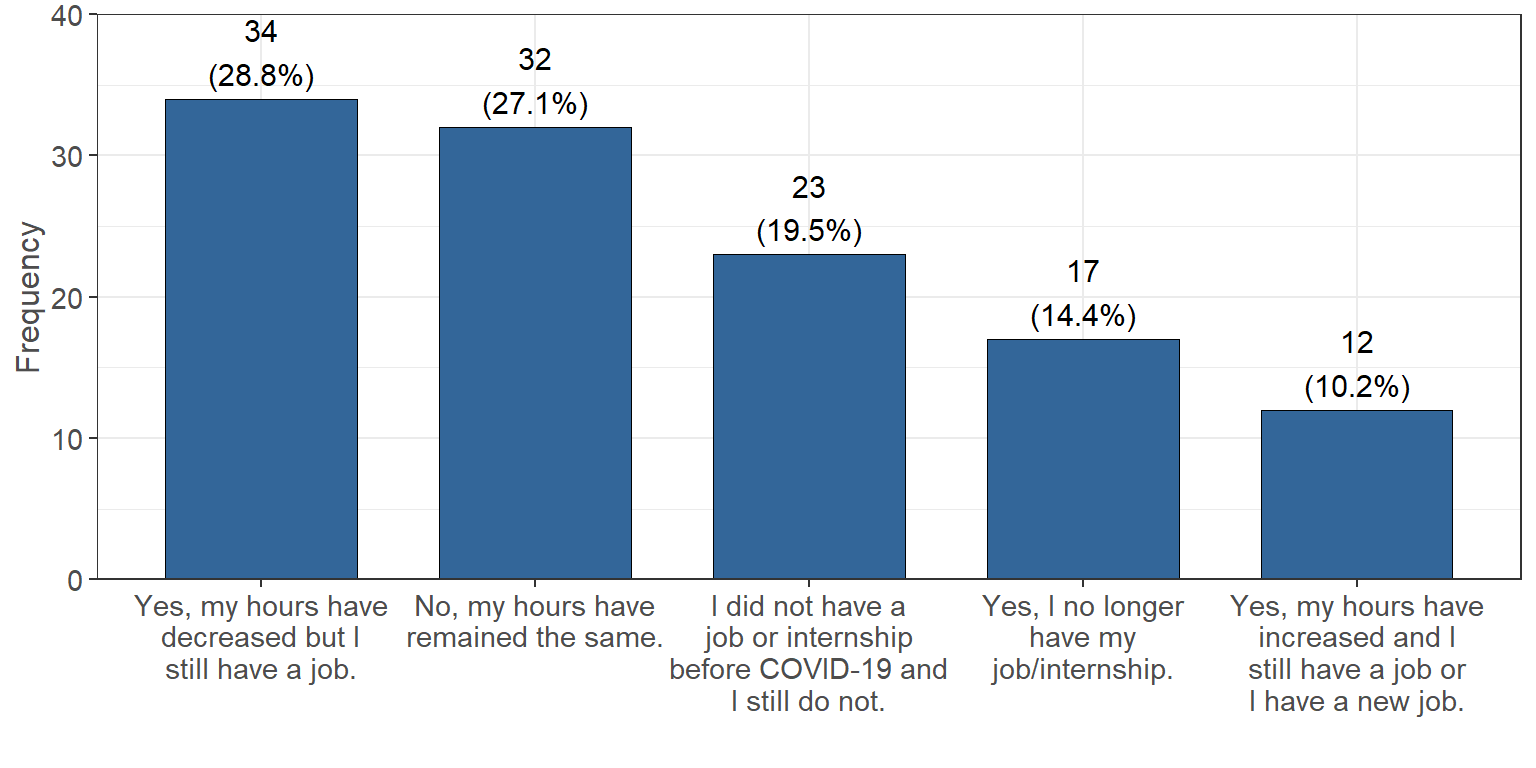 40
30
20
10
0
Frequency
34
(28.8%)
32
(27.1%)
23
(19.5%)
17
(14.4%)
12
(10.2%)
Yes, my hours have
decreased but I
still have a job.
No, my hours have
remained the same.
I did not have a
job or internship
before COVID-19 and
I still do not.
Yes, I no longer
have my
job/internship.
Yes, my hours have
increased and I
still have a job or
I have a new job.